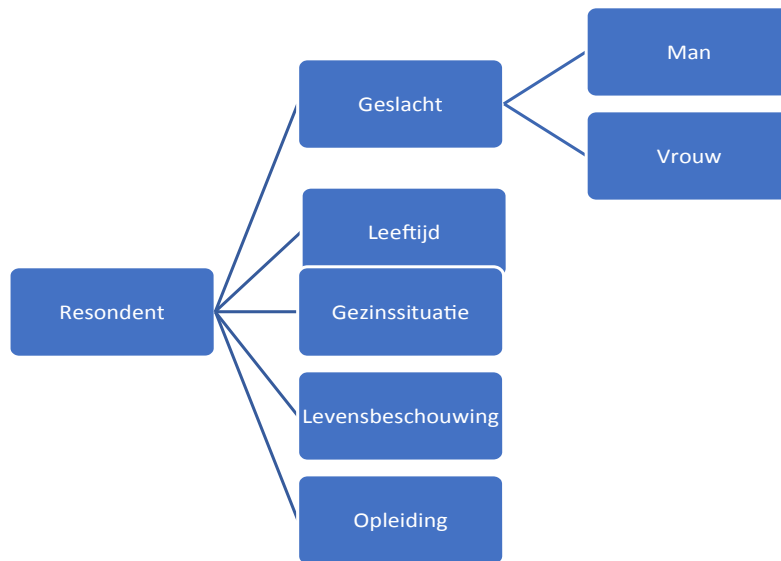 Man
Geslacht
Vrouw
Leeftijd
Resondent
Gezinssituatie
Levensbeschouwing
Opleiding